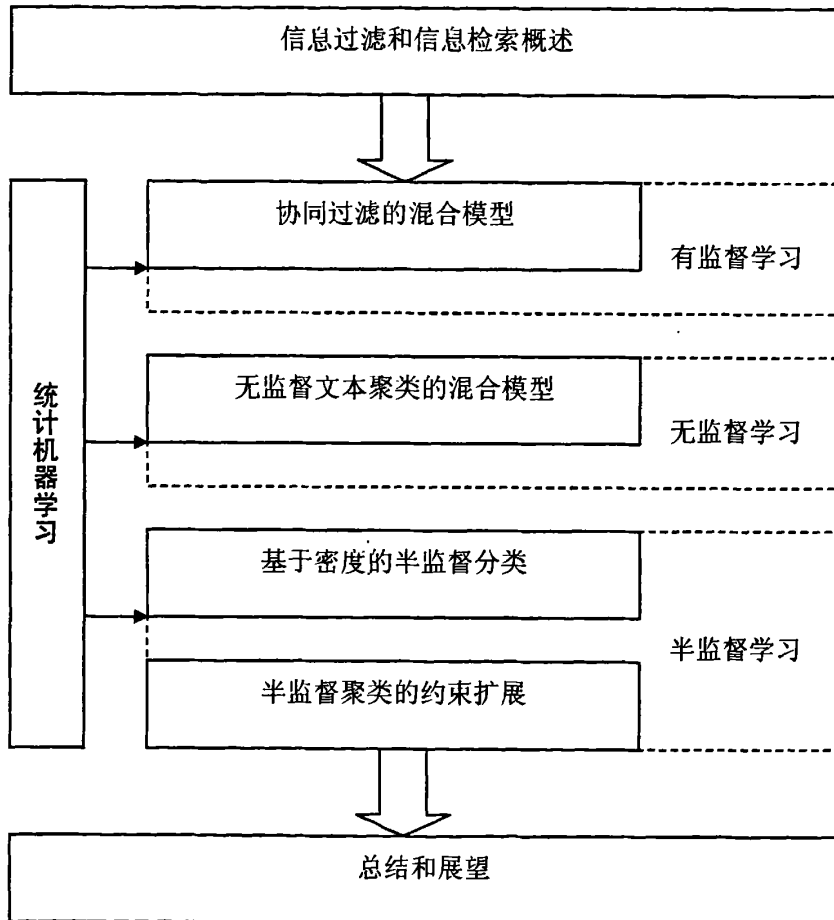 信息过滤和信息检索概述
协同过滤的混合模型
有监督学习
统计机器学习
无监督文本聚类的混合模型
无监督学习
基于密度的半监督分类
半监督学习
半监督聚类的约束扩展
总结和展望